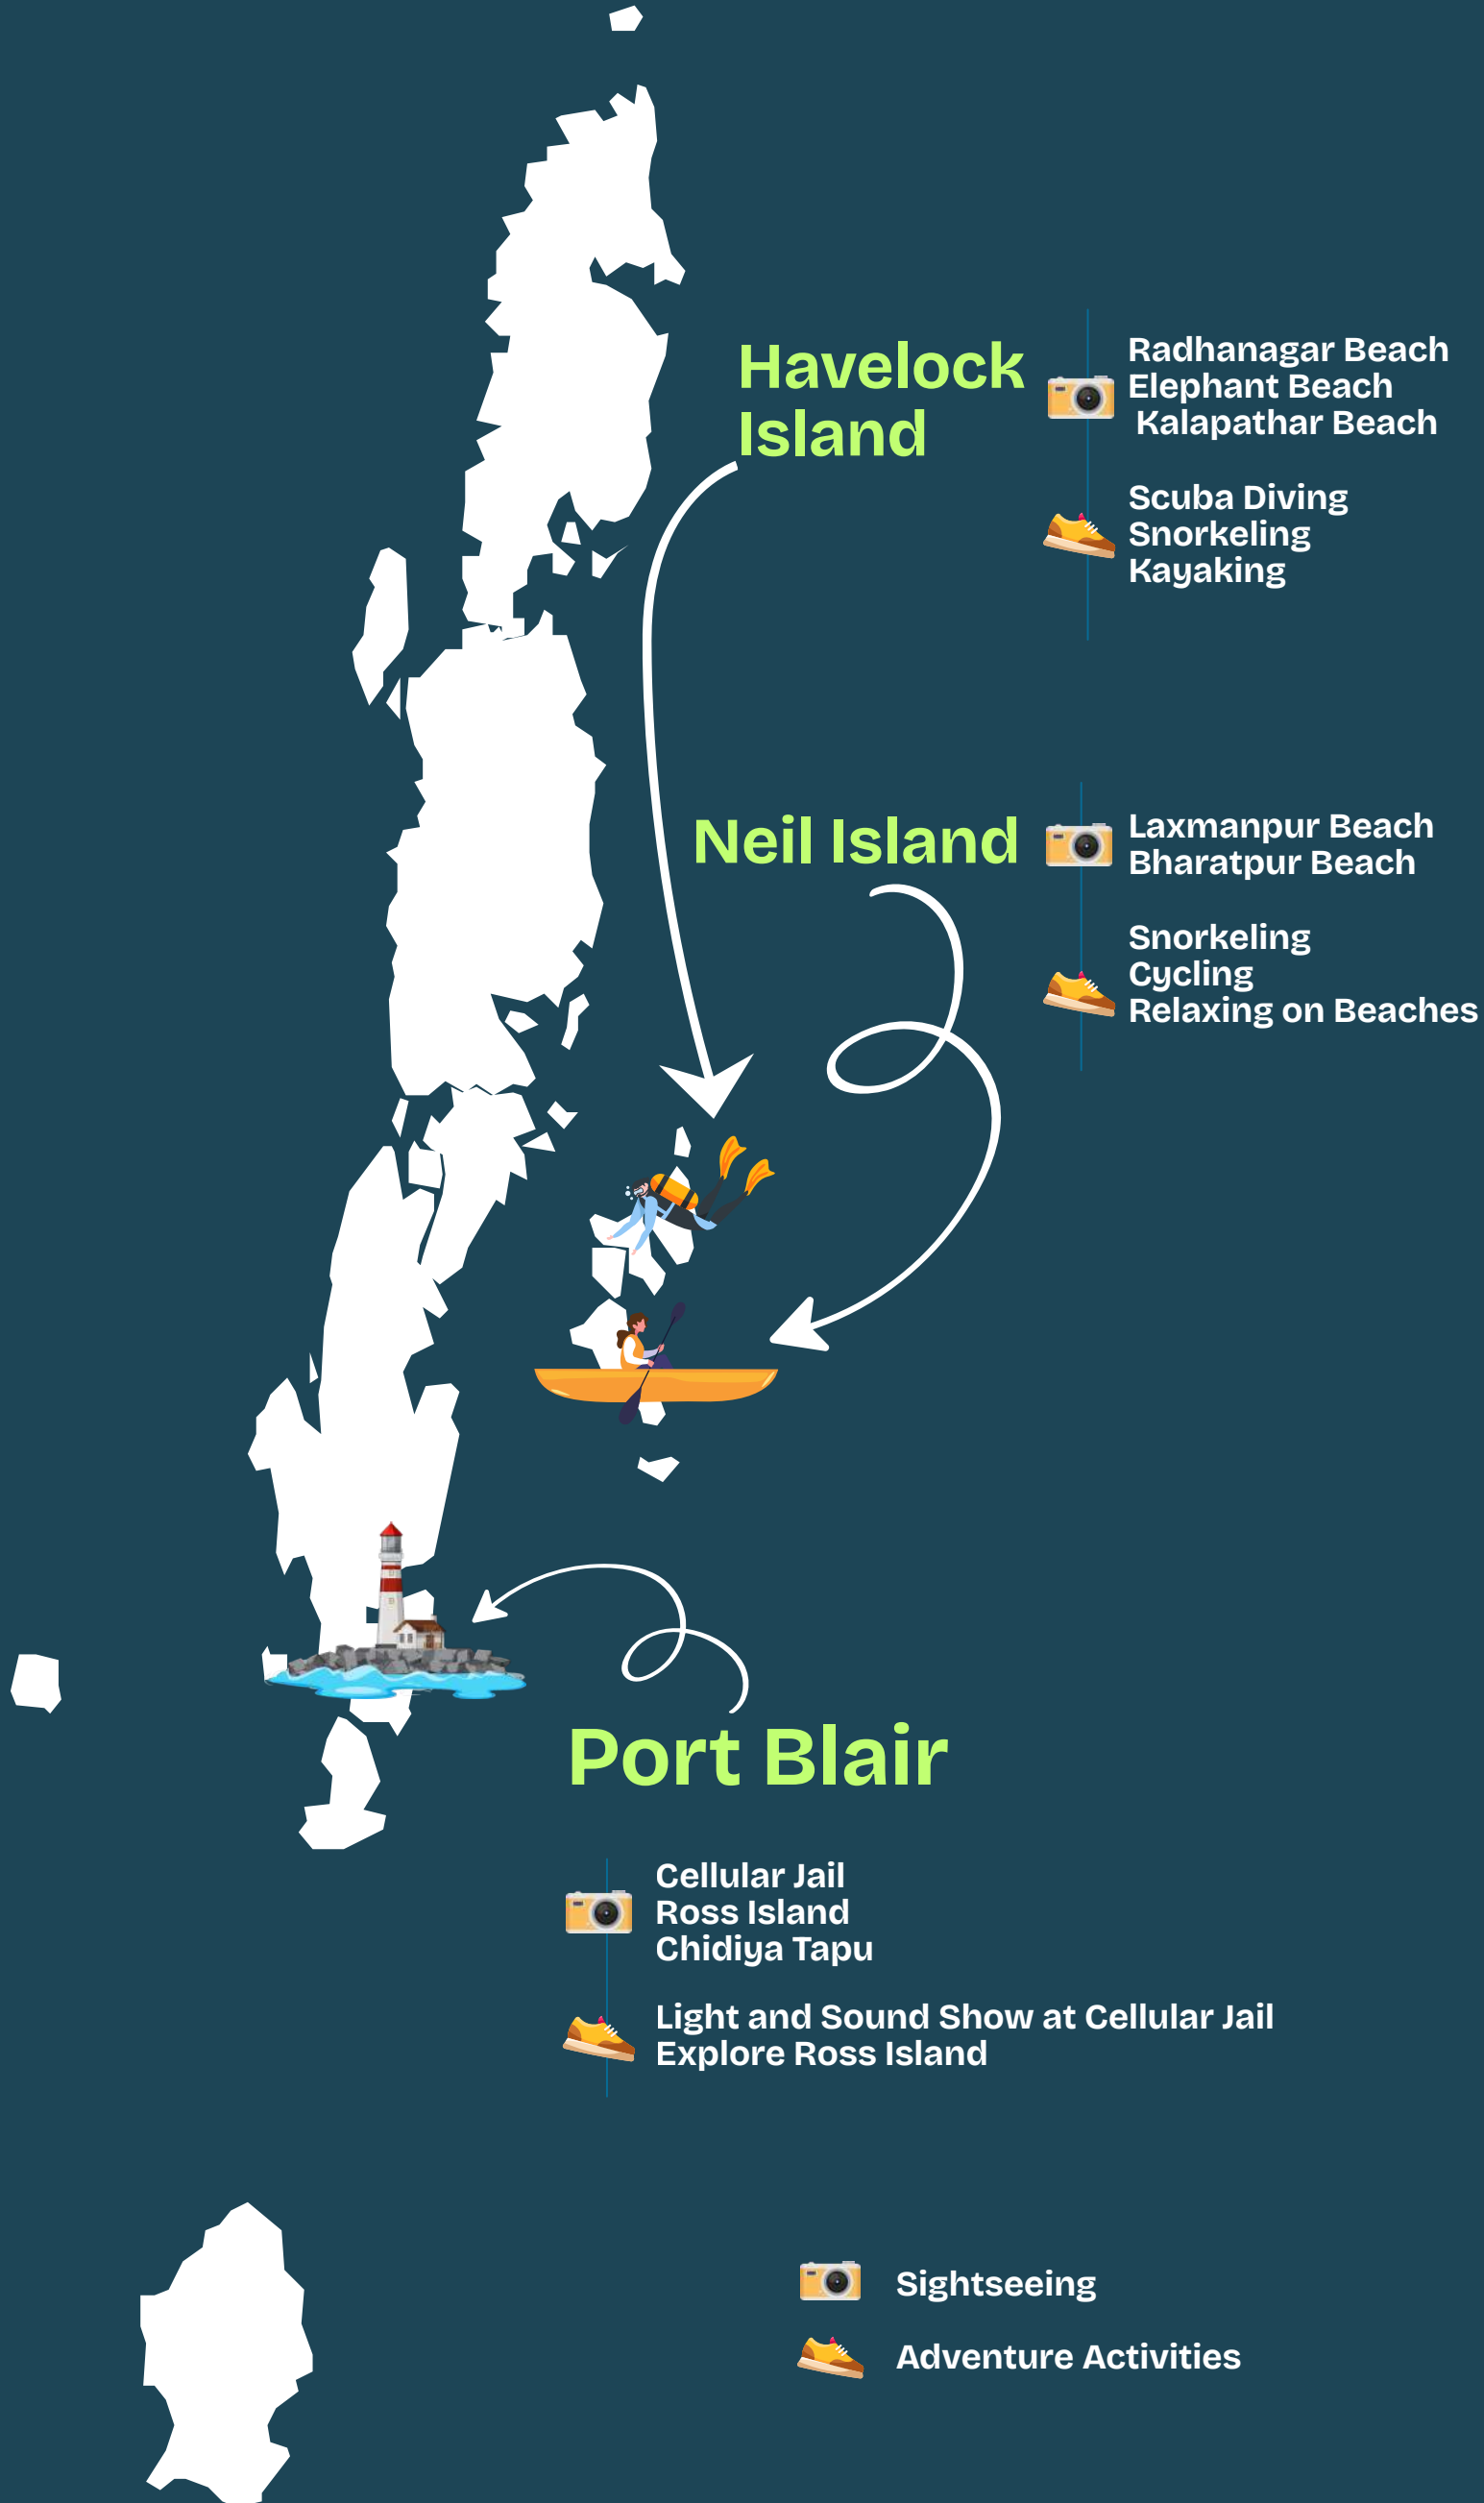 Havelock
Island
Radhanagar Beach
Elephant Beach
Kalapathar Beach
Scuba Diving
Snorkeling
Kayaking
Neil Island
Laxmanpur Beach
Bharatpur Beach
Snorkeling
Cycling
Relaxing on Beaches
Port Blair
Cellular Jail
Ross Island
Chidiya Tapu
Light and Sound Show at Cellular Jail
Explore Ross Island
Sightseeing
Adventure Activities